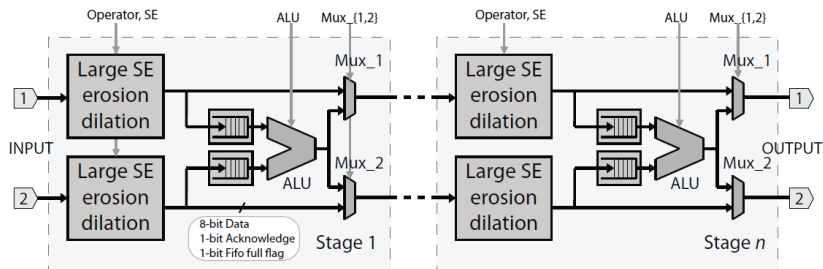 Operator, SE ALU Mux_{1,2} Operator, SE ALU Mux_{1,2}
Mux_1 Mux_1
Large SE erosion dilation
Large SE erosion dilation
1 1
INPUT OUTPUT
Mux_2 Mux_2
ALU ALU
Large SE erosion dilation
Large SE erosion dilation
2 2
8-bit Data
1-bit Acknowledge
1-bit Fifo full flag
Stage 1 Stage n